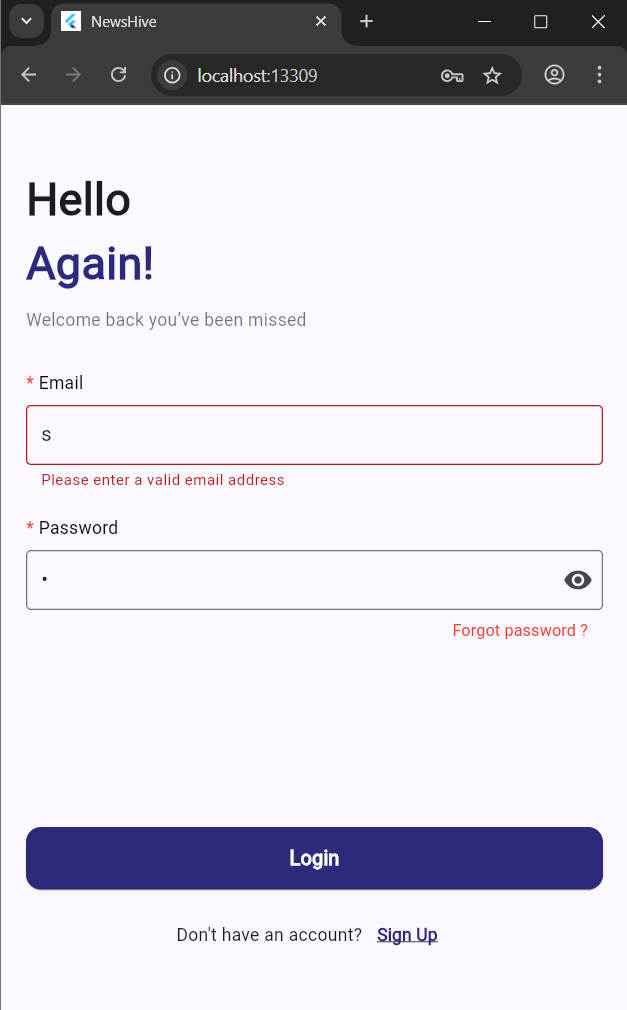 NewsHive
localhost:13309
Hello
Again!
Welcome back you’ve been missed
* Email
s
Please enter a valid email address
* Password
•
Forgot password ?
Login
Don't have an account? Sign Up